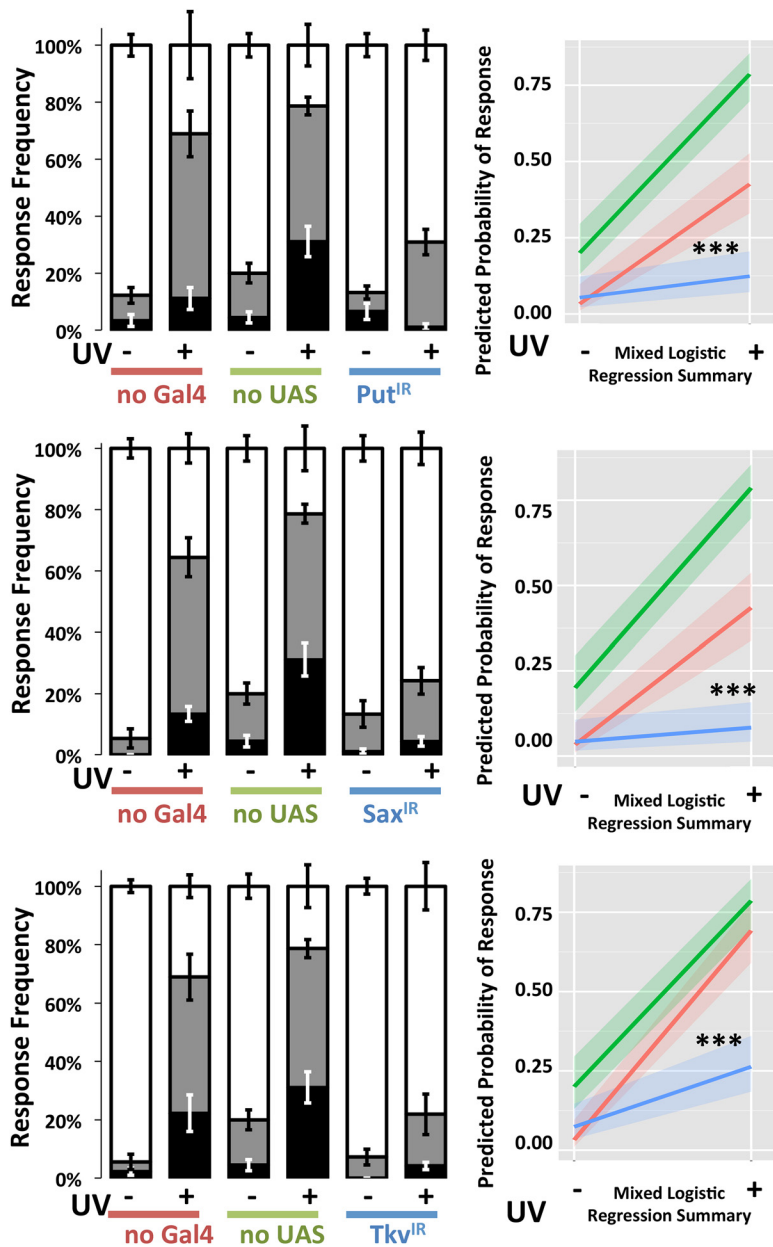 Response Frequency
100%
80%
60%
40%
20%
0%
UV - + - + - +
no Gal4 no UAS Put^IR
Predicted Probability of Response
0.75
0.50
0.25
0.00
***
UV - Mixed Logistic +
Regression Summary
Response Frequency
100%
80%
60%
40%
20%
0%
UV - + - + - +
no Gal4 no UAS Sax^IR
Predicted Probability of Response
0.75
0.50
0.25
0.00
***
UV - Mixed Logistic +
Regression Summary
Response Frequency
100%
80%
60%
40%
20%
0%
UV - + - + - +
no Gal4 no UAS Tkv^IR
Predicted Probability of Response
0.75
0.50
0.25
0.00
***
- Mixed Logistic +
UV Regression Summary